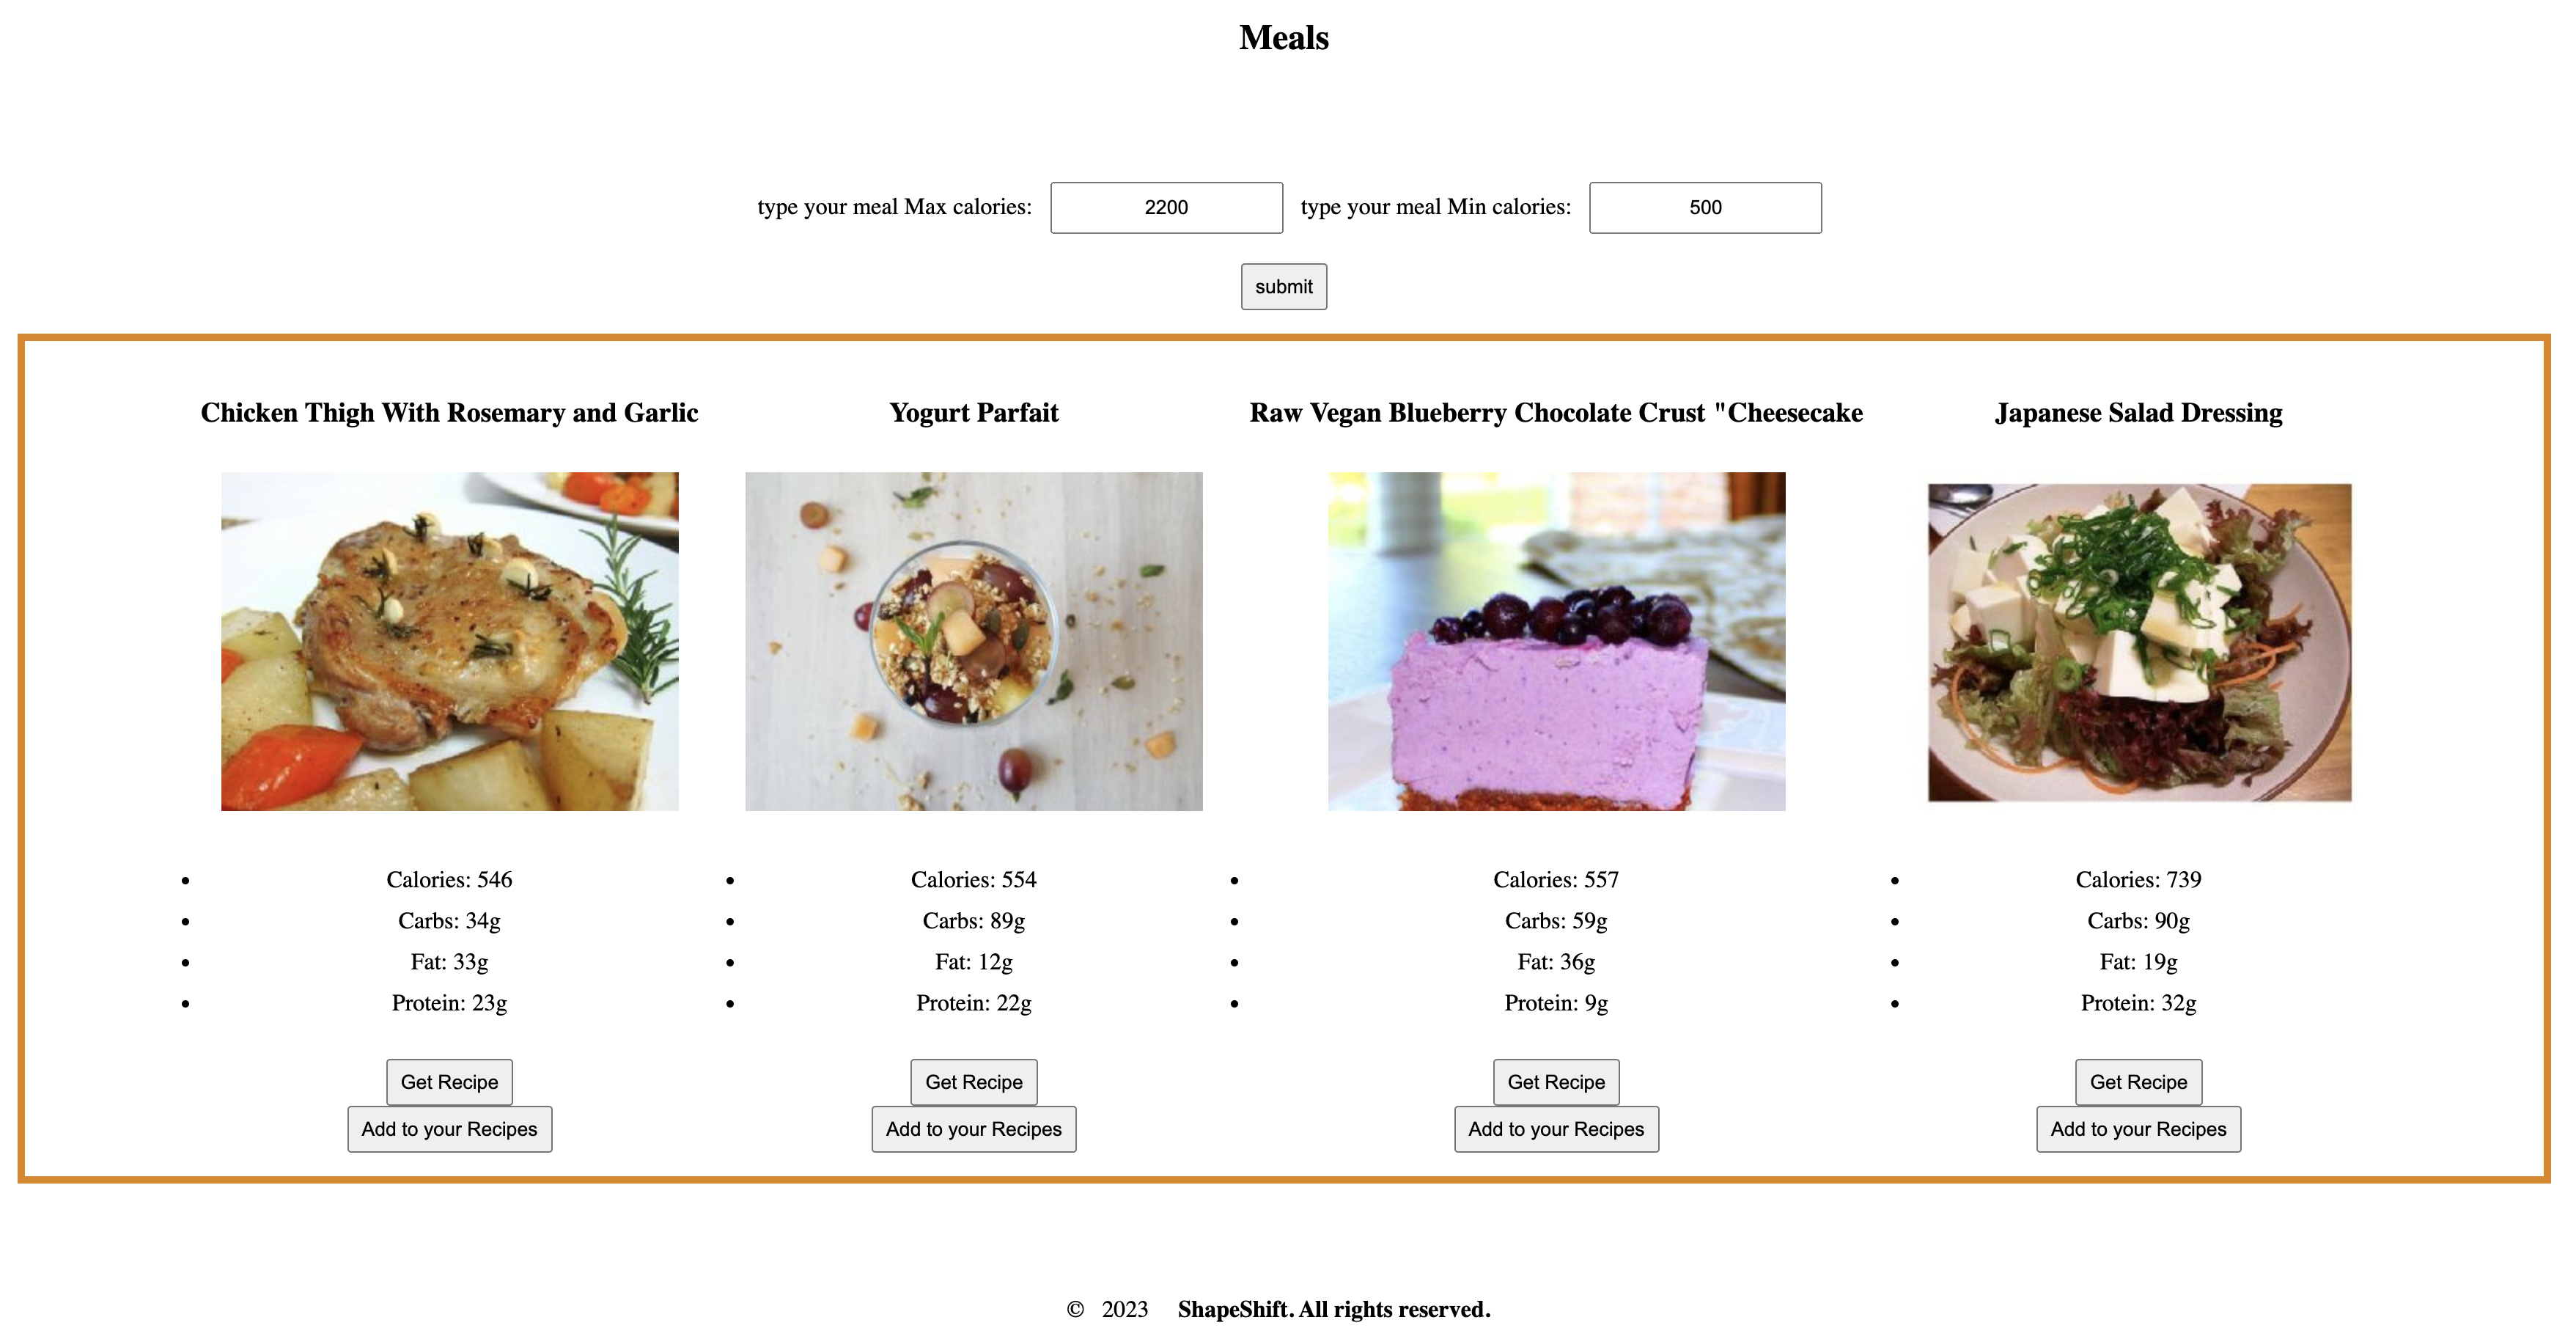 Meals
type your meal Max calories: 2200 type your meal Min calories: 500
submit
Chicken Thigh With Rosemary and Garlic
Calories: 546
Carbs: 34g
Fat: 33g
Protein: 23g
Get Recipe
Add to your Recipes
Yogurt Parfait
Calories: 554
Carbs: 89g
Fat: 12g
Protein: 22g
Get Recipe
Add to your Recipes
Raw Vegan Blueberry Chocolate Crust "Cheesecake
Calories: 557
Carbs: 59g
Fat: 36g
Protein: 9g
Get Recipe
Add to your Recipes
Japanese Salad Dressing
Calories: 739
Carbs: 90g
Fat: 19g
Protein: 32g
Get Recipe
Add to your Recipes
© 2023 ShapeShift. All rights reserved.